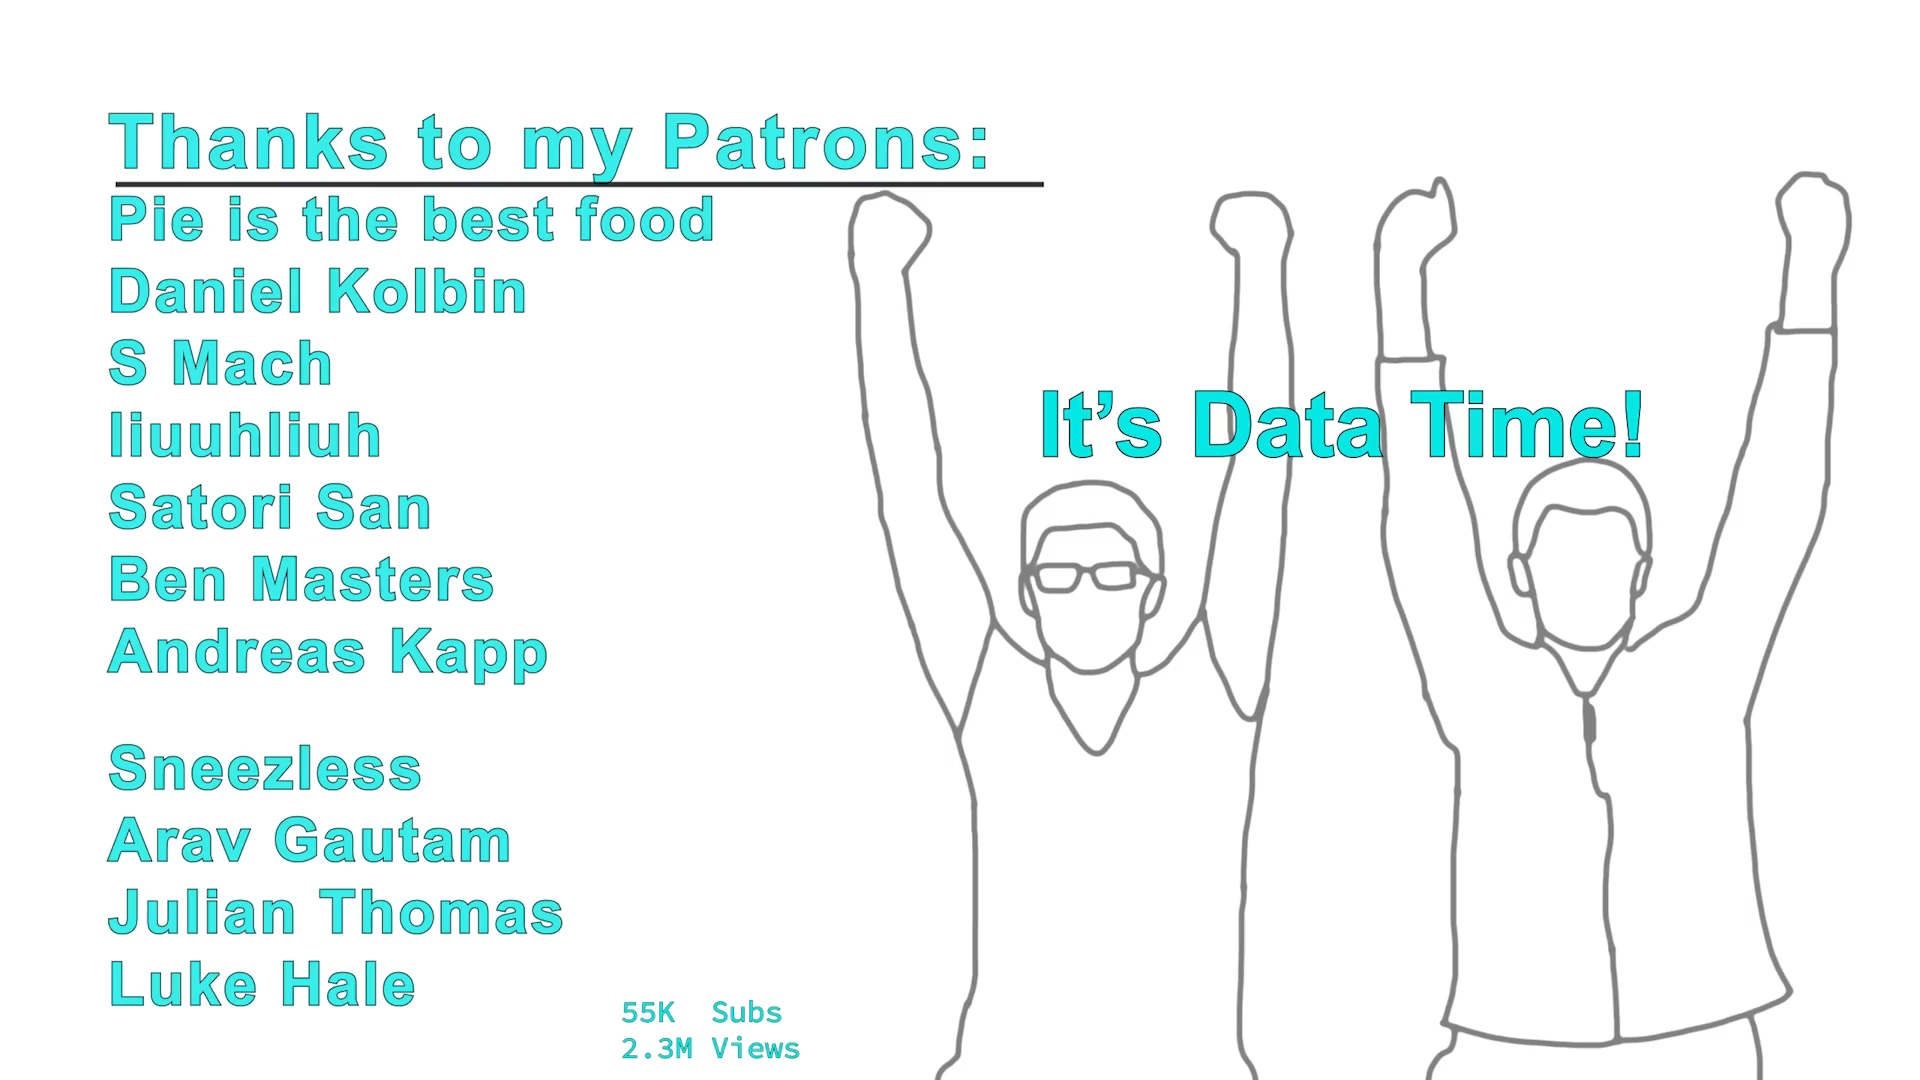 Thanks to my Patrons:
Pie is the best food
Daniel Kolbin
S Mach
liuuhliuh
Satori San
Ben Masters
Andreas Kapp
Sneezless
Arav Gautam
Julian Thomas
Luke Hale
It’s Data Time!
55K Subs
2.3M Views